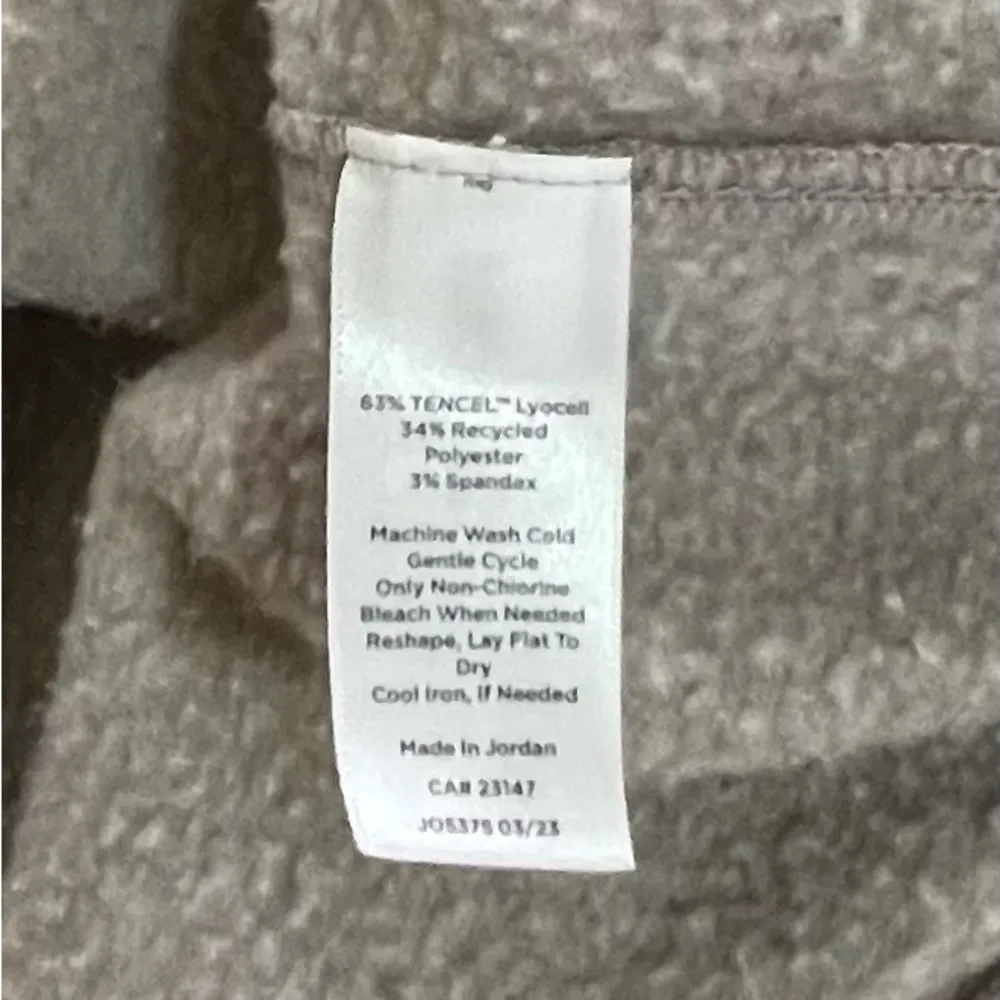 63% TENCEL™ Lyocell
34% Recycled
Polyester
3% Spandex
Machine Wash Cold
Gentle Cycle
Only Non-Chlorine
Bleach When Needed
Reshape, Lay Flat To
Dry
Cool Iron, If Needed
Made In Jordan
CA# 23147
03/23